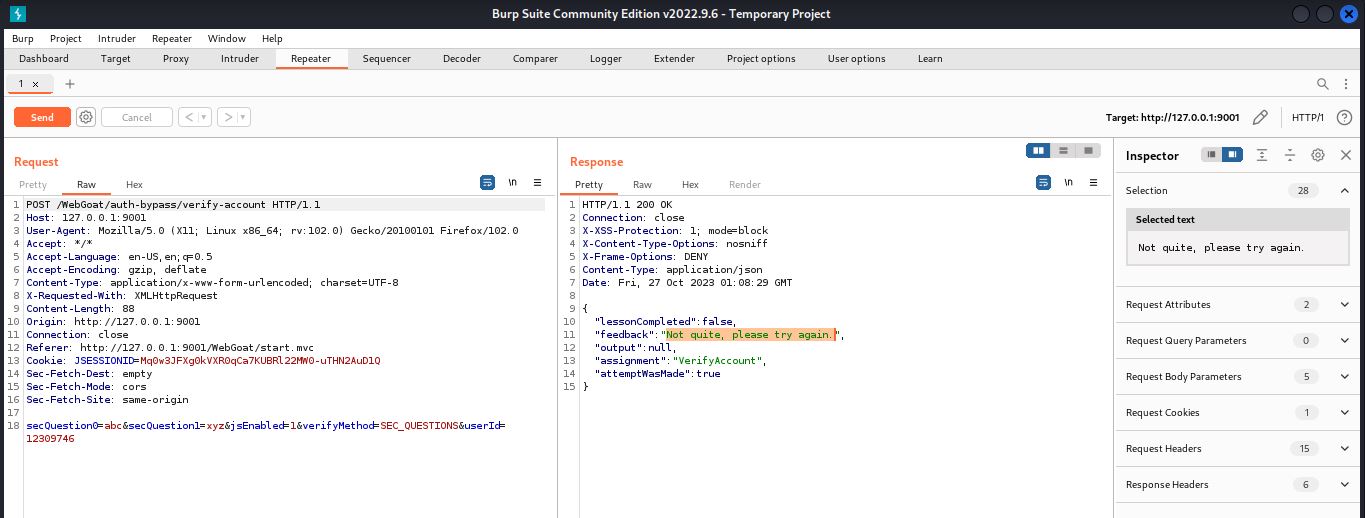 Burp Suite Community Edition v2022.9.6 - Temporary Project
Burp Project Intruder Repeater Window Help
Dashboard Target Proxy Intruder Repeater Sequencer Decoder Comparer Logger Extender Project options User options Learn
1 × +
Send Cancel < > Target: http://127.0.0.1:9001 HTTP/1 ?
Request
Pretty Raw Hex \n
1 POST /WebGoat/auth-bypass/verify-account HTTP/1.1
2 Host: 127.0.0.1:9001
3 User-Agent: Mozilla/5.0 (X11; Linux x86_64; rv:102.0) Gecko/20100101 Firefox/102.0
4 Accept: */*
5 Accept-Language: en-US,en;q=0.5
6 Accept-Encoding: gzip, deflate
7 Content-Type: application/x-www-form-urlencoded; charset=UTF-8
8 X-Requested-With: XMLHttpRequest
9 Content-Length: 88
10 Origin: http://127.0.0.1:9001
11 Connection: close
12 Referer: http://127.0.0.1:9001/WebGoat/start.mvc
13 Cookie: JSESSIONID=Mq0w3JFXg0kVXR0qCa7KUBRl22MW0-uTHN2AuD1Q
14 Sec-Fetch-Dest: empty
15 Sec-Fetch-Mode: cors
16 Sec-Fetch-Site: same-origin
17
18 secQuestion0=abc&secQuestion1=xyz&jsEnabled=1&verifyMethod=SEC_QUESTIONS&userId=
12309746
Response
Pretty Raw Hex Render \n
1 HTTP/1.1 200 OK
2 Connection: close
3 X-XSS-Protection: 1; mode=block
4 X-Content-Type-Options: nosniff
5 X-Frame-Options: DENY
6 Content-Type: application/json
7 Date: Fri, 27 Oct 2023 01:08:29 GMT
8
9 {
10 "lessonCompleted":false,
11 "feedback":"Not quite, please try again.",
12 "output":null,
13 "assignment":"VerifyAccount",
14 "attemptWasMade":true
15 }
Inspector
Selection 28
Selected text
Not quite, please try again.
Request Attributes 2
Request Query Parameters 0
Request Body Parameters 5
Request Cookies 1
Request Headers 15
Response Headers 6